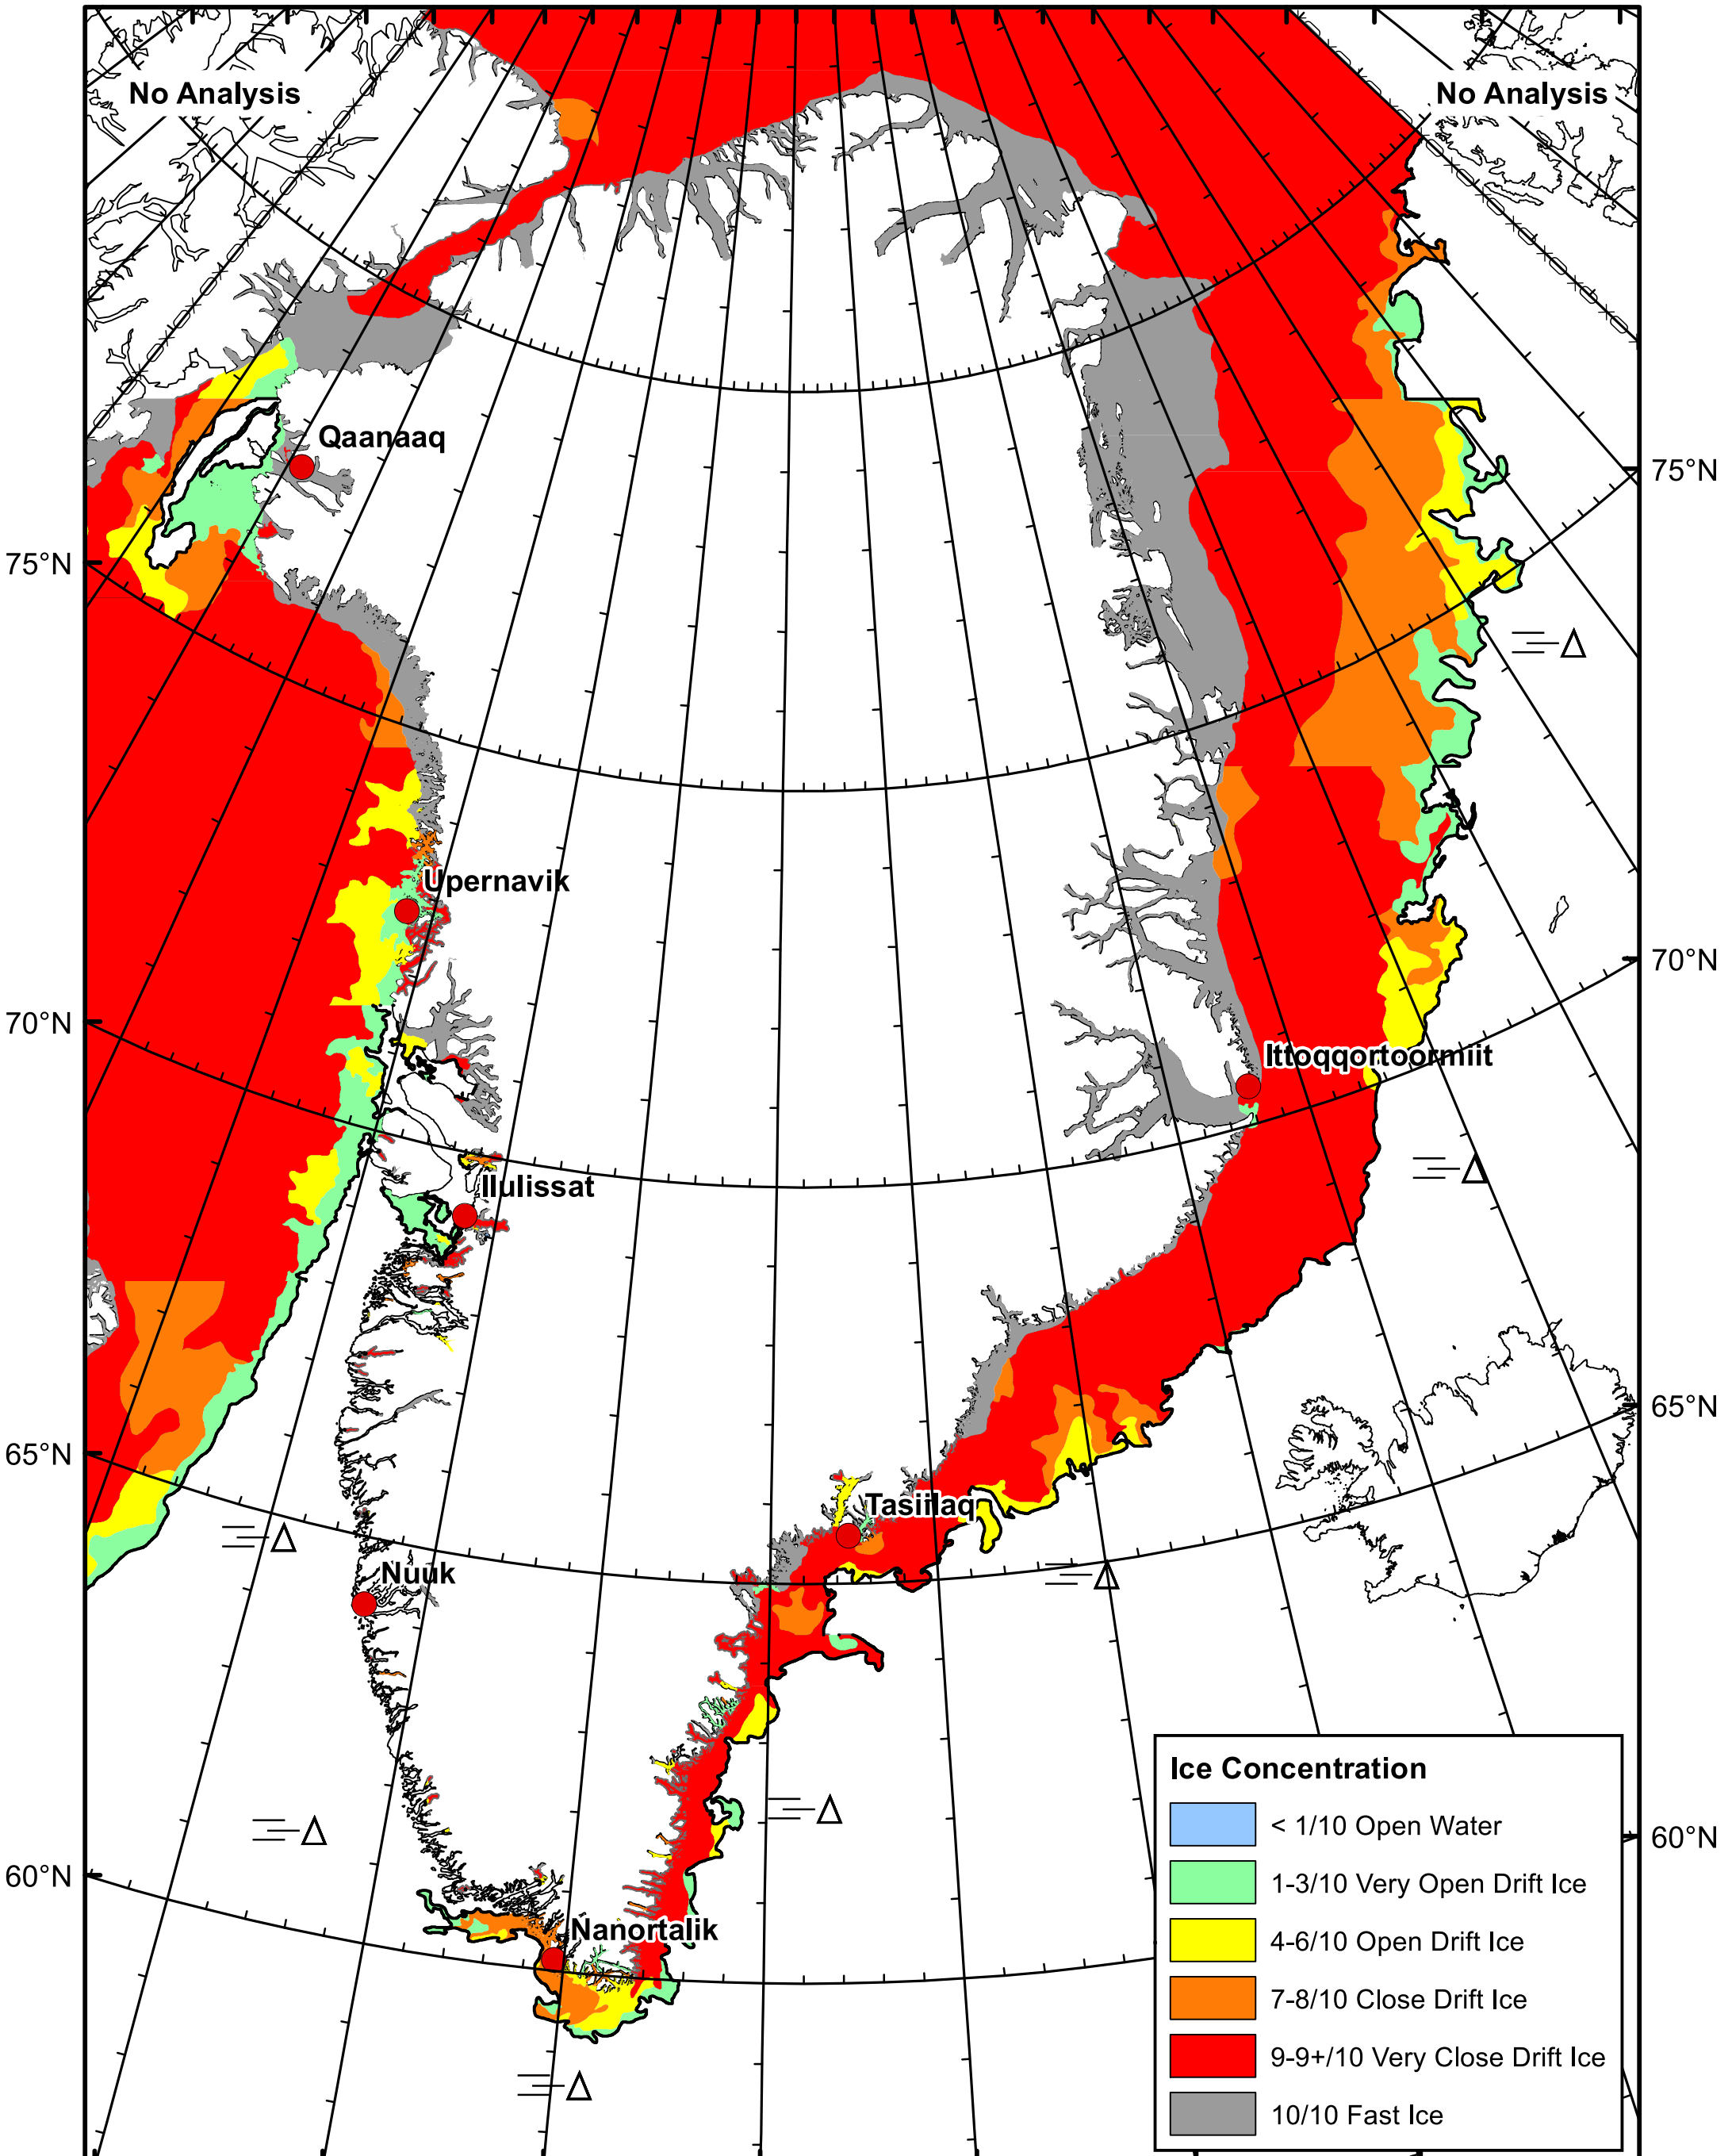 No Analysis
No Analysis
Qaanaaq
75°N
75°N
Upernavik
70°N
70°N
Ittoqqortoormiit
Ilulissat
65°N
65°N
Tasiilaq
Nuuk
60°N
60°N
Nanortalik
Ice Concentration
< 1/10 Open Water
1-3/10 Very Open Drift Ice
4-6/10 Open Drift Ice
7-8/10 Close Drift Ice
9-9+/10 Very Close Drift Ice
10/10 Fast Ice